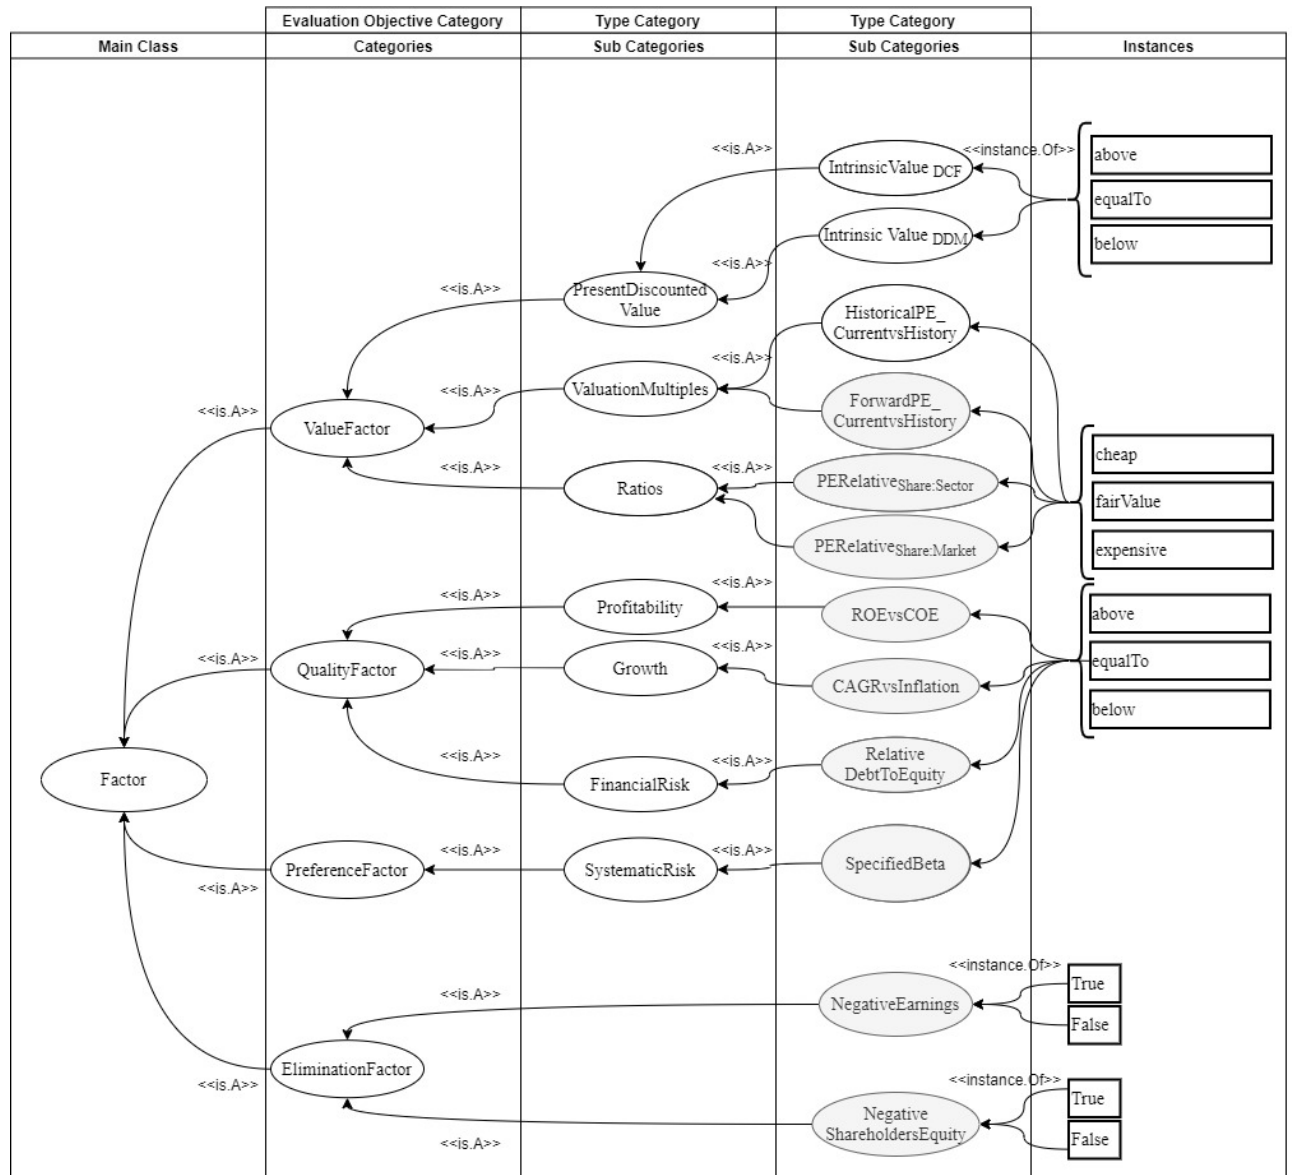 Evaluation Objective Category
Type Category
Type Category
Main Class
Categories
Sub Categories
Sub Categories
Instances
<<is.A>>
IntrinsicValue DCF
<<instance.Of>>
above
equalTo
below
Intrinsic Value DDM
<<is.A>>
<<is.A>>
PresentDiscounted
Value
HistoricalPE_
CurrentvsHistory
<<is.A>>
<<is.A>>
ValuationMultiples
ForwardPE_
CurrentvsHistory
<<is.A>>
ValueFactor
cheap
fairValue
expensive
<<is.A>>
Ratios
<<is.A>>
PERelativeShare:Sector
PERelativeShare:Market
<<is.A>>
<<is.A>>
Profitability
ROEvsCOE
above
equalTo
below
<<is.A>>
QualityFactor
<<is.A>>
Growth
<<is.A>>
CAGRvsInflation
<<is.A>>
FinancialRisk
<<is.A>>
Relative
DebtToEquity
Factor
<<is.A>>
PreferenceFactor
<<is.A>>
SystematicRisk
<<is.A>>
SpecifiedBeta
<<is.A>>
NegativeEarnings
<<instance.Of>>
True
False
<<is.A>>
EliminationFactor
<<is.A>>
Negative
ShareholdersEquity
<<instance.Of>>
True
False